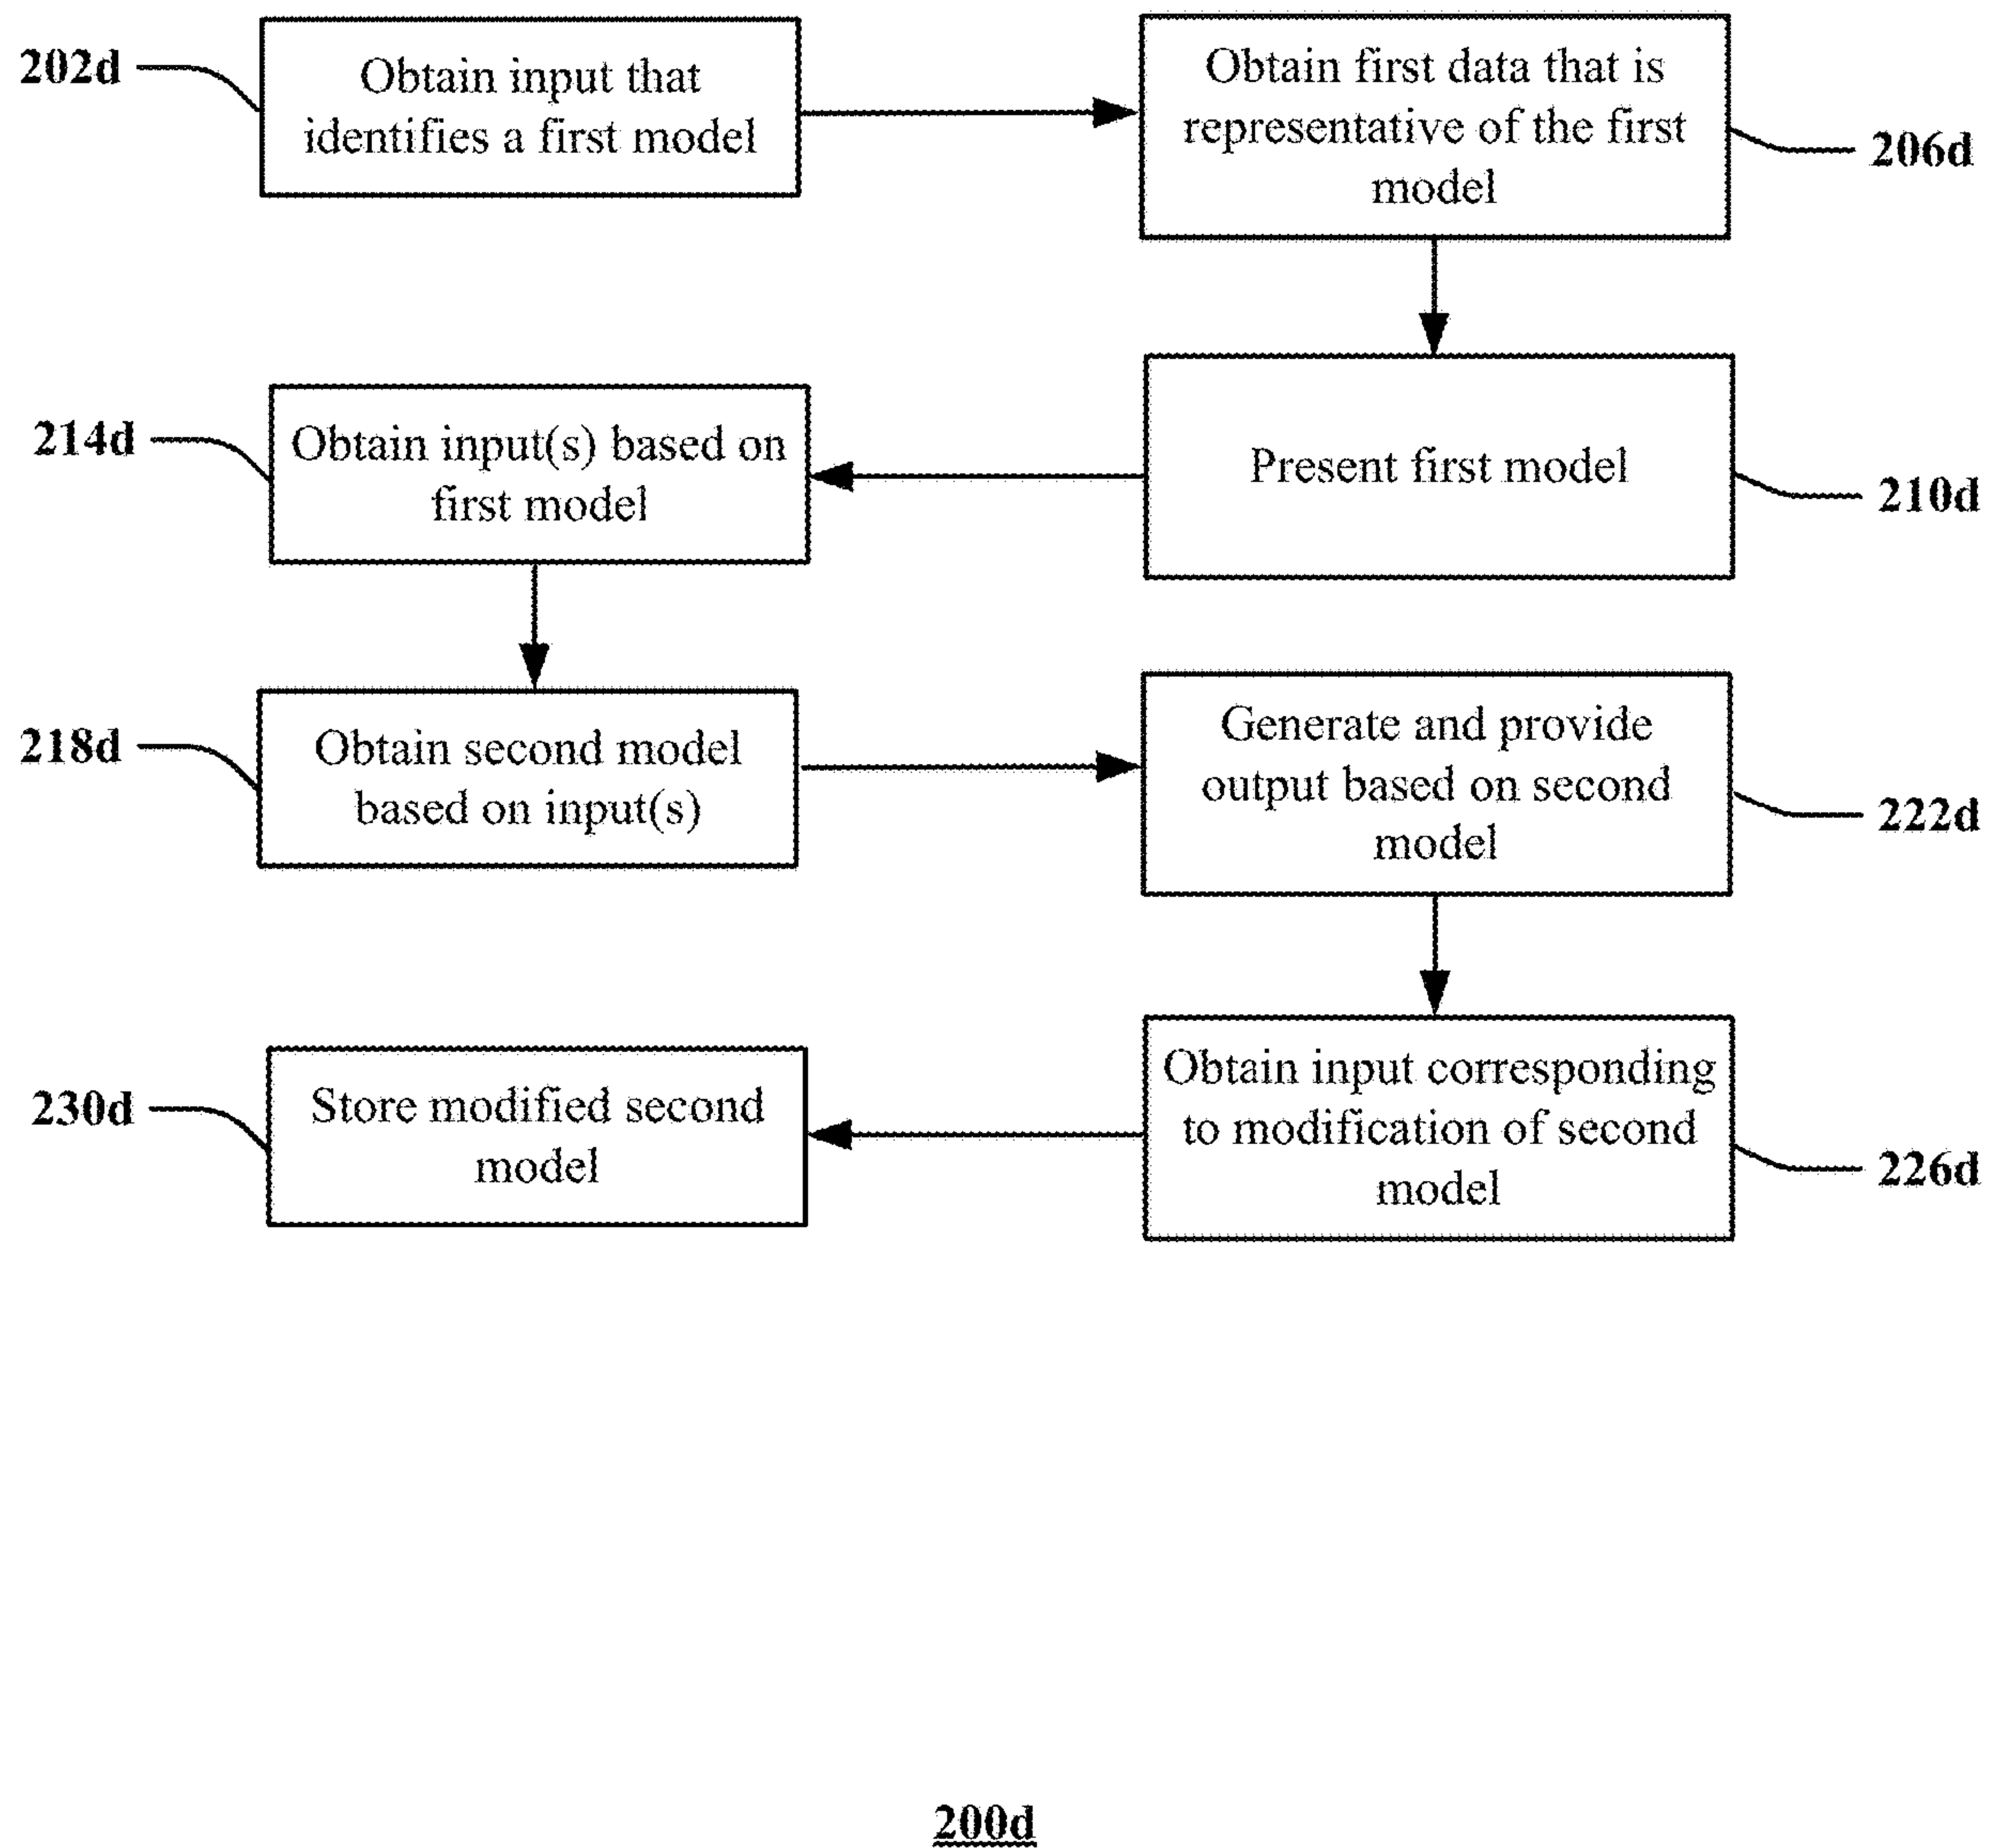 202d
Obtain input that
identifies a first model
Obtain first data that is
representative of the first
model
206d
Present first model
210d
214d
Obtain input(s) based on
first model
218d
Obtain second model
based on input(s)
Generate and provide
output based on second
model
222d
Obtain input corresponding
to modification of second
model
226d
230d
Store modified second
model
200d